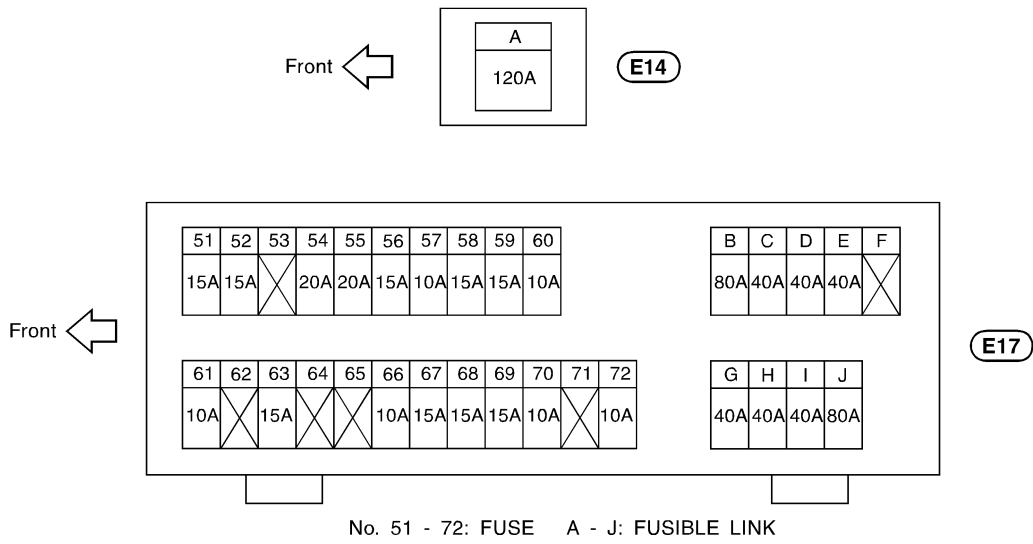 A
Front
120A
E14
51 52 53 54 55 56 57 58 59 60
B C D E F
15A 15A 20A 20A 15A 10A 15A 15A 10A
80A 40A 40A 40A
Front
E17
61 62 63 64 65 66 67 68 69 70 71 72
G H I J
10A 15A 10A 15A 15A 15A 10A 10A
40A 40A 40A 80A
No. 51 - 72: FUSE A - J: FUSIBLE LINK